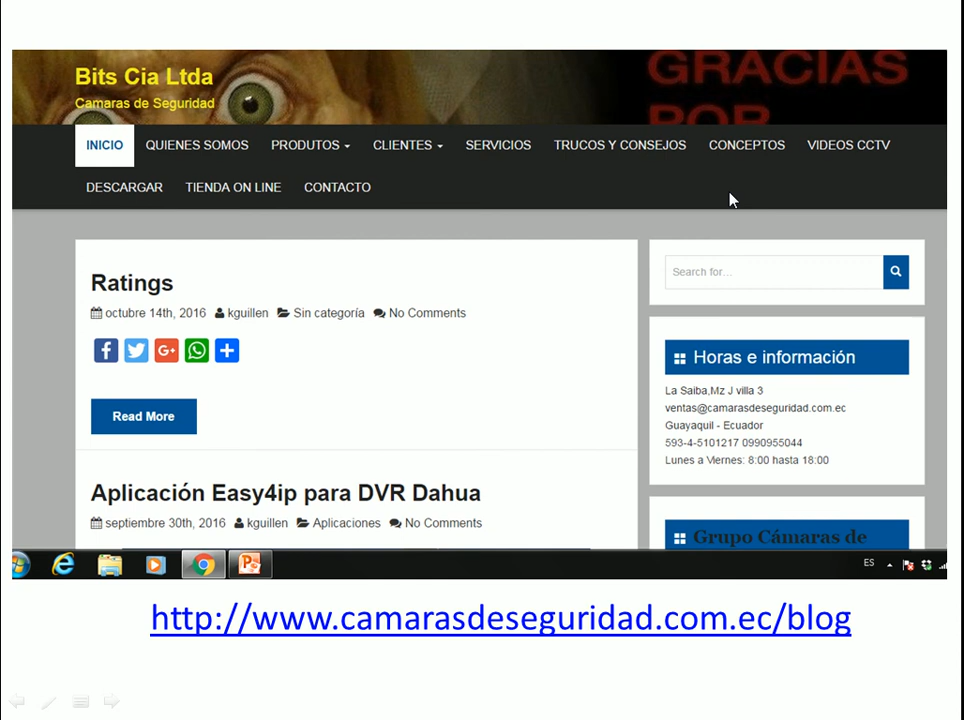 GRACIAS
POR
Bits Cia Ltda
Camaras de Seguridad
INICIO QUIENES SOMOS PRODUTOS CLIENTES SERVICIOS TRUCOS Y CONSEJOS CONCEPTOS VIDEOS CCTV
DESCARGAR TIENDA ON LINE CONTACTO
Ratings
octubre 14th, 2016 kguillen Sin categoría No Comments
Read More
Aplicación Easy4ip para DVR Dahua
septiembre 30th, 2016 kguillen Aplicaciones No Comments
Search for...
Horas e información
La Saiba,Mz J villa 3
ventas@camarasdeseguridad.com.ec
Guayaquil - Ecuador
593-4-5101217 0990955044
Lunes a Viernes: 8:00 hasta 18:00
Grupo Cámaras de
ES
http://www.camarasdeseguridad.com.ec/blog